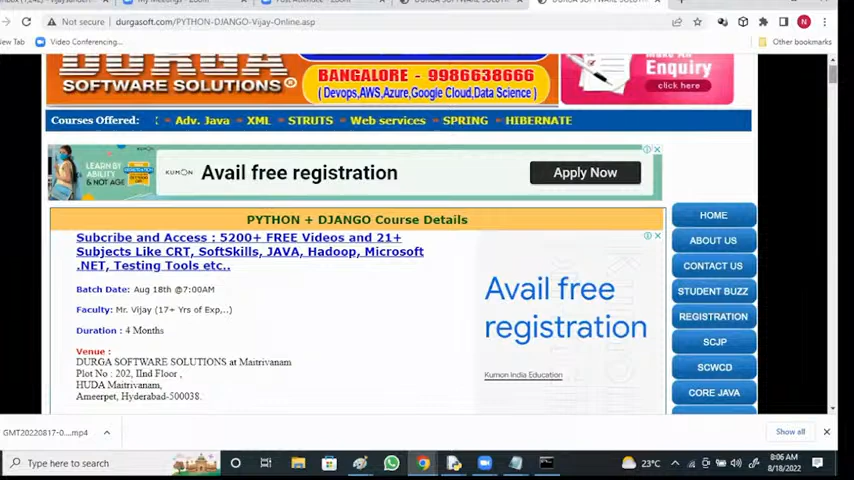 Not secure | durgasoft.com/PYTHON-DJANGO-Vijay-Online.asp
New Tab
Video Conferencing...
Other bookmarks
DURGA
SOFTWARE SOLUTIONS®
BANGALORE - 9986638666
( Devops,AWS,Azure,Google Cloud,Data Science )
Enquiry
click here
Courses Offered: : Adv. Java XML STRUTS Web services SPRING HIBERNATE
LEARN BY
ABILITY
& NOT AGE
KUMON
Avail free registration
Apply Now
PYTHON + DJANGO Course Details
Subcribe and Access : 5200+ FREE Videos and 21+
Subjects Like CRT, SoftSkills, JAVA, Hadoop, Microsoft
.NET, Testing Tools etc..
Batch Date: Aug 18th @7:00AM
Faculty: Mr. Vijay (17+ Yrs of Exp,..)
Duration : 4 Months
Venue :
DURGA SOFTWARE SOLUTIONS at Maitrivanam
Plot No : 202, IInd Floor ,
HUDA Maitrivanam,
Ameerpet, Hyderabad-500038.
Avail free
registration
Kumon India Education
HOME
ABOUT US
CONTACT US
STUDENT BUZZ
REGISTRATION
SCJP
SCWCD
CORE JAVA
GMT20220817-0....mp4
Show all
Type here to search
23°C
8:06 AM
8/18/2022